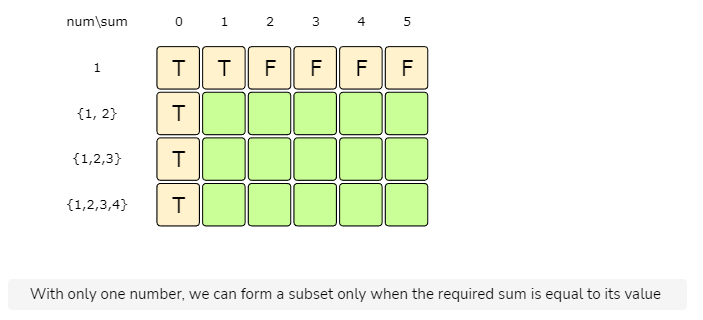 num\sum 0 1 2 3 4 5
1 T T F F F F
{1, 2} T
{1,2,3} T
{1,2,3,4} T
With only one number, we can form a subset only when the required sum is equal to its value